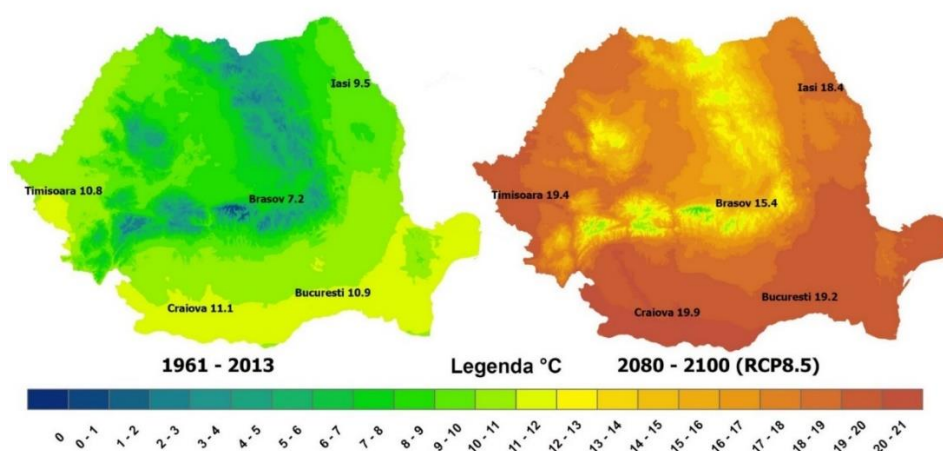 Iasi 9.5
Timisoara 10.8
Brasov 7.2
Bucuresti 10.9
Craiova 11.1
Iasi 18.4
Timisoara 19.4
Brasov 15.4
Bucuresti 19.2
Craiova 19.9
1961 - 2013 Legenda °C 2080 - 2100 (RCP8.5)
0 0 - 1 1 - 2 2 - 3 3 - 4 4 - 5 5 - 6 6 - 7 7 - 8 8 - 9 9 - 10 10 - 11 11 - 12 12 - 13 13 - 14 14 - 15 15 - 16 16 - 17 17 - 18 18 - 19 19 - 20 20 - 21